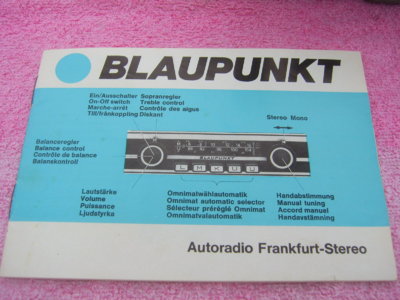 BLAUPUNKT
Ein/Ausschalter Sopranregler
On-Off switch Treble control
Marche-arrêt Contrôle des aigus
Till/frånkoppling Diskant
Stereo Mono
Balanceregler
Balance control
Contrôle de balance
Balanskontroll
BLAUPUNKT
L M K U U
Lautstärke
Volume
Puissance
Ljudstyrka
Omnimatwählautomatik
Omnimat automatic selector
Sélecteur préréglé Omnimat
Omnimatvalautomatik
Handabstimmung
Manual tuning
Accord manuel
Handavstämning
Autoradio Frankfurt-Stereo